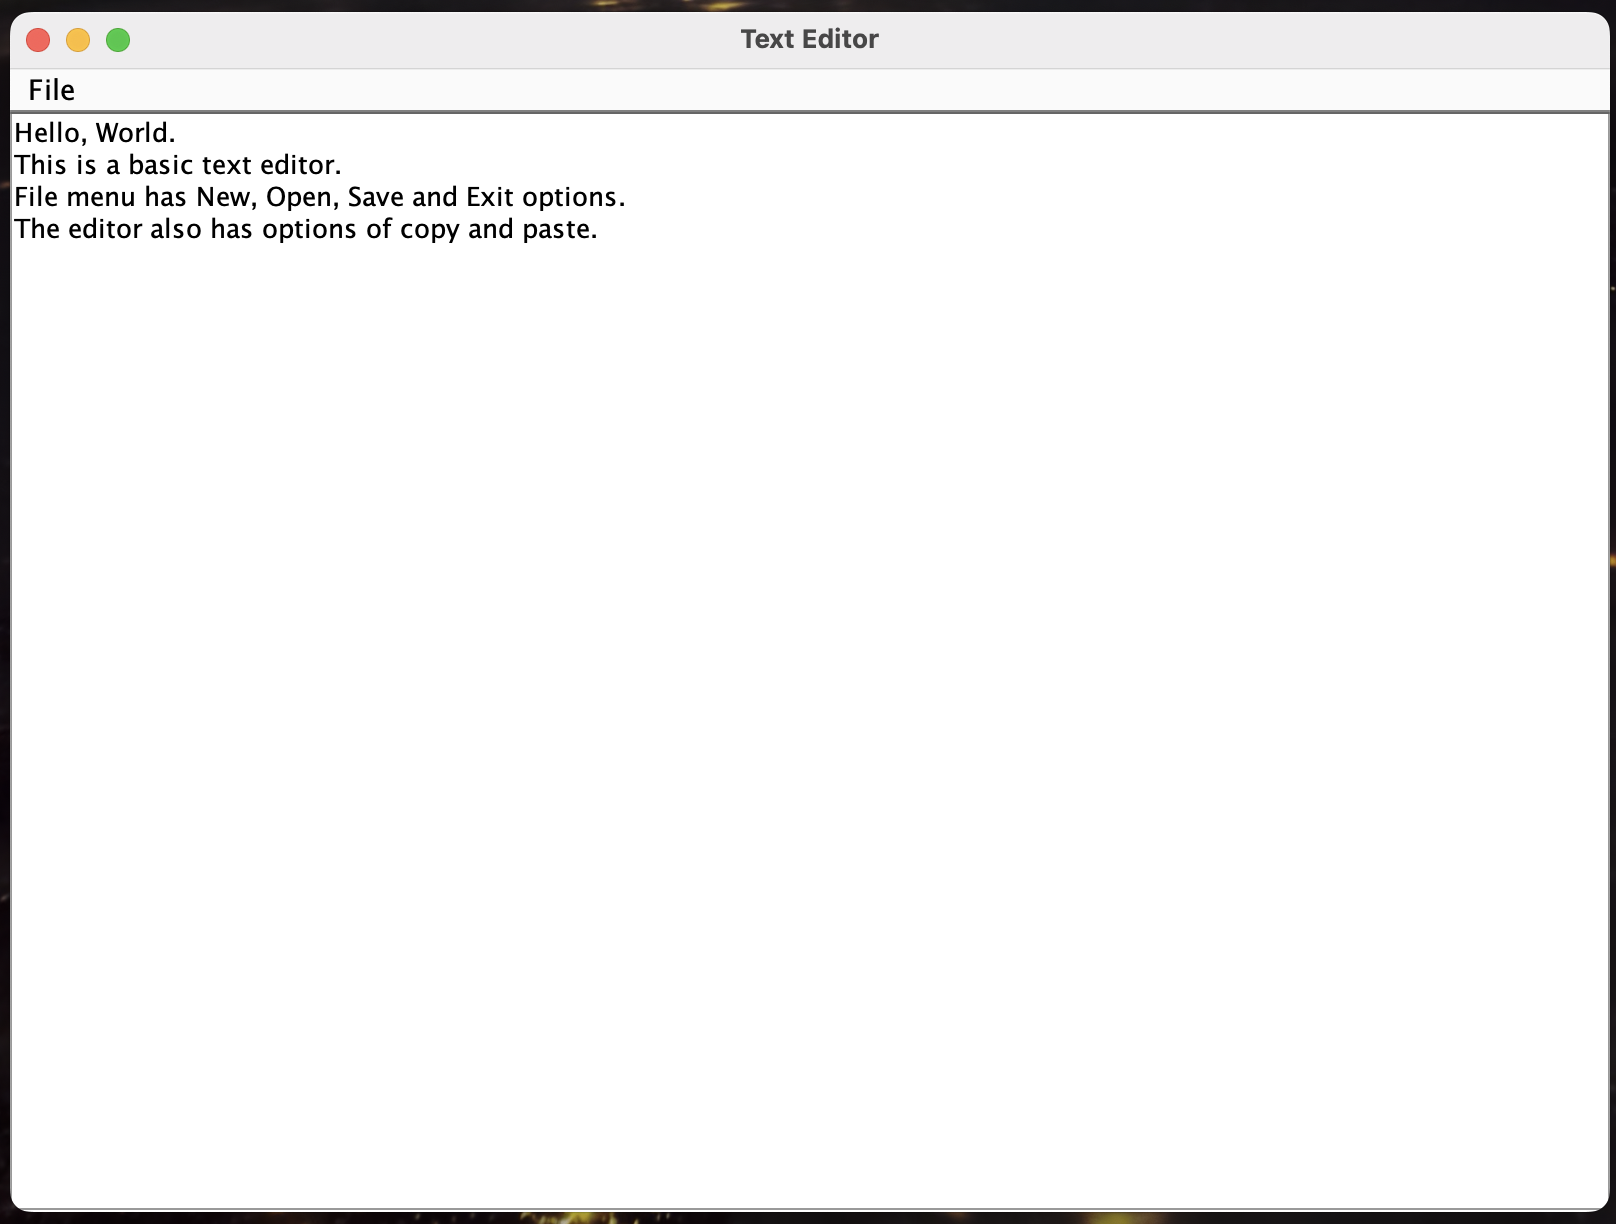 Text Editor
File
Hello, World.
This is a basic text editor.
File menu has New, Open, Save and Exit options.
The editor also has options of copy and paste.